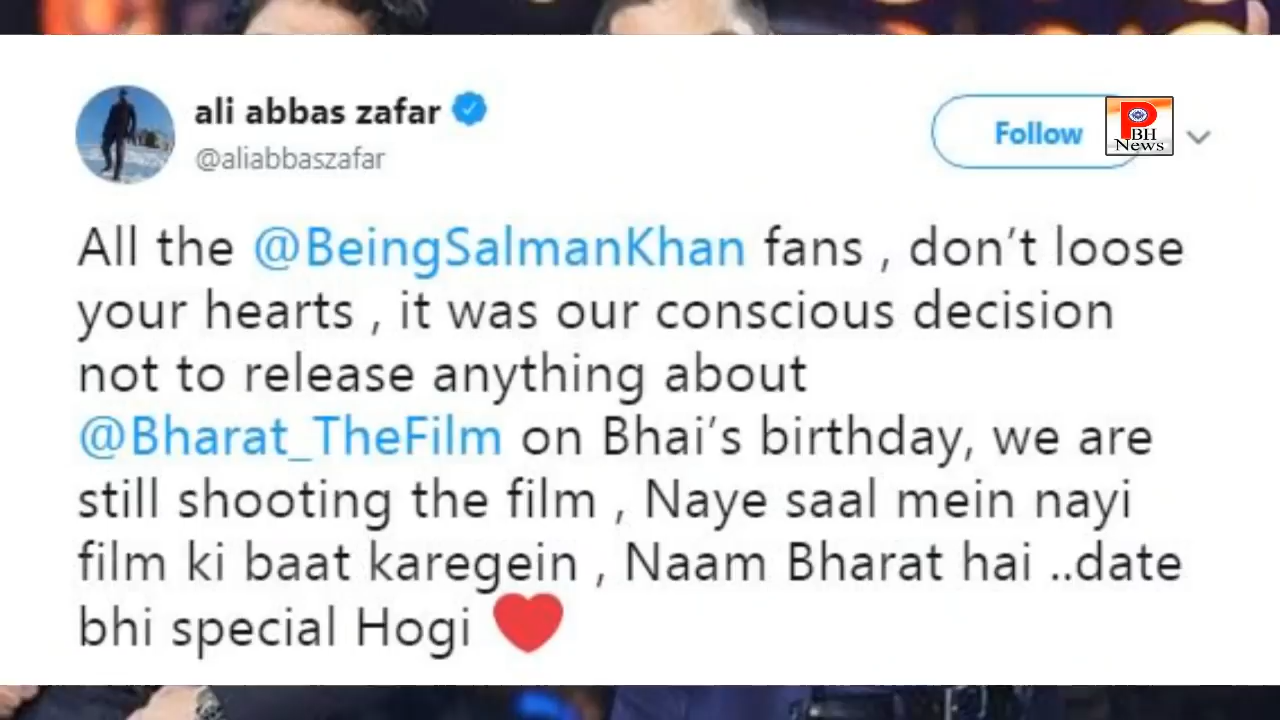 ali abbas zafar
@aliabbaszafar
Follow
P
BH
News
All the @BeingSalmanKhan fans , don’t loose
your hearts , it was our conscious decision
not to release anything about
@Bharat_TheFilm on Bhai’s birthday, we are
still shooting the film , Naye saal mein nayi
film ki baat karegein , Naam Bharat hai ..date
bhi special Hogi ❤